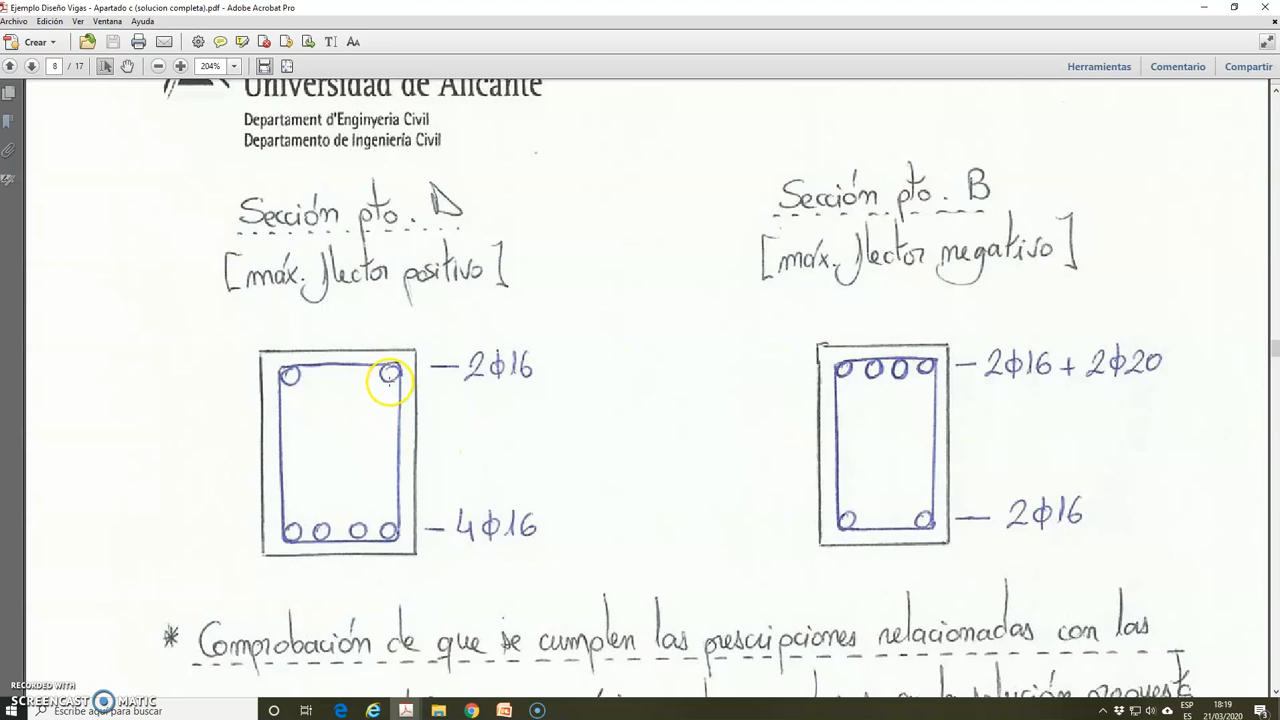 Ejemplo Diseño Vigas - Apartado c (solucion completa).pdf - Adobe Acrobat Pro
Archivo Edición Ver Ventana Ayuda
Crear
8 / 17 204% Herramientas Comentario Compartir
Universidad de Alicante
Departament d'Enginyeria Civil
Departamento de Ingeniería Civil
Sección pto. D
[máx. flector positivo]
Sección pto. B
[máx. flector negativo]
2ϕ16
4ϕ16
2ϕ16 + 2ϕ20
2ϕ16
* Comprobación de que se cumplen las prescripciones relacionadas con las
RECORDED WITH
SCREENCAST MATIC
Escribe aquí para buscar
ESP
ES
18:19
21/03/2020